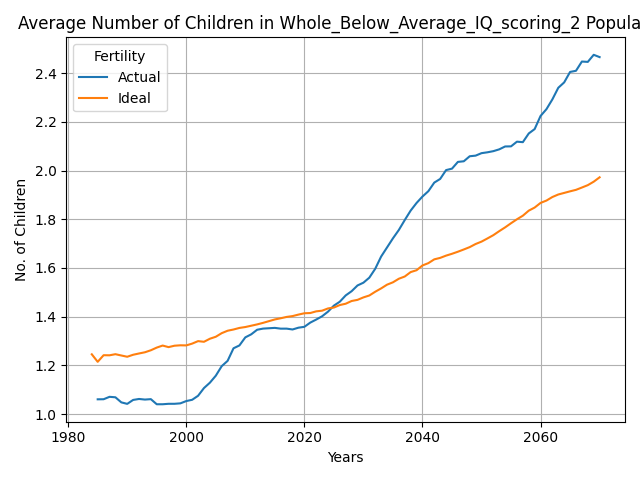 Average Number of Children in Whole_Below_Average_IQ_scoring_2 Popula
Fertility
Actual
Ideal
No. of Children
2.4
2.2
2.0
1.8
1.6
1.4
1.2
1.0
1980
2000
2020
2040
2060
Years